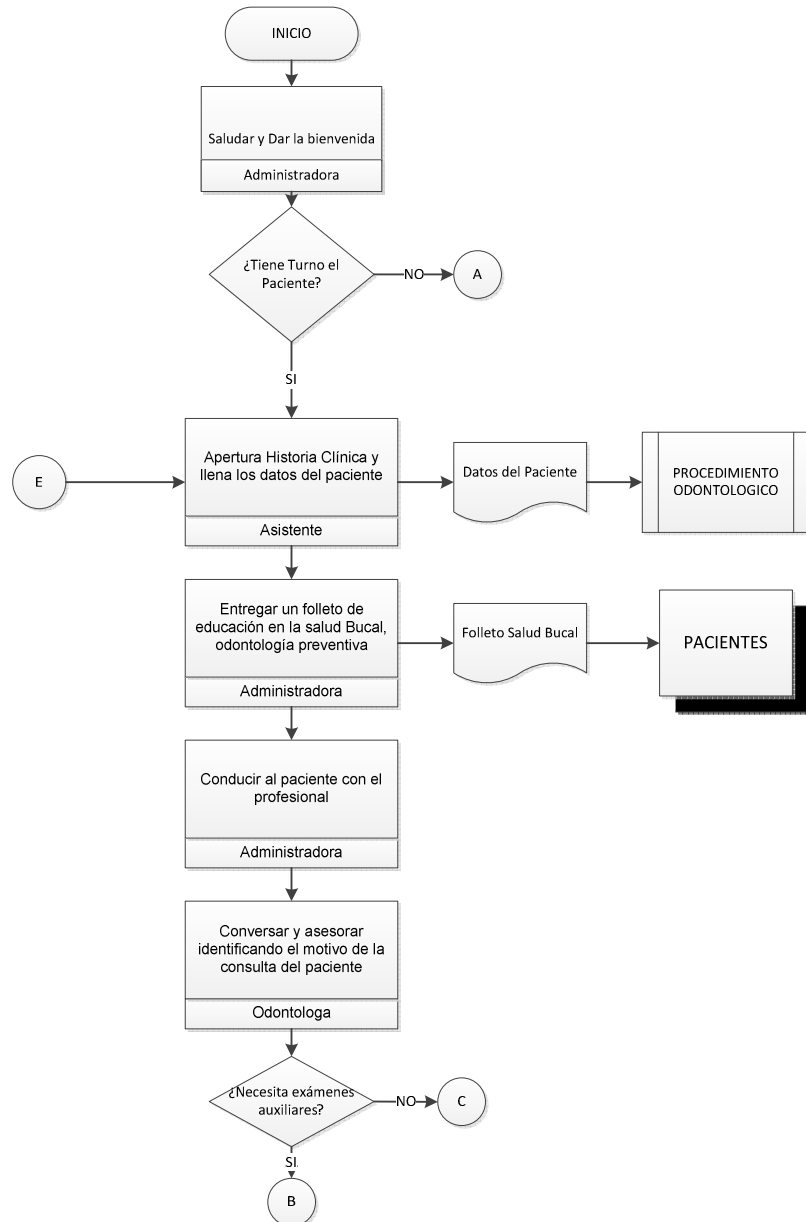 INICIO
Saludar y Dar la bienvenida
Administradora
¿Tiene Turno el
Paciente?
NO
A
SI
E
Apertura Historia Clínica y
llena los datos del paciente
Asistente
Datos del Paciente
PROCEDIMIENTO
ODONTOLOGICO
Entregar un folleto de
educación en la salud Bucal,
odontología preventiva
Administradora
Folleto Salud Bucal
PACIENTES
Conducir al paciente con el
profesional
Administradora
Conversar y asesorar
identificando el motivo de la
consulta del paciente
Odontologa
¿Necesita exámenes
auxiliares?
NO
C
SI
B